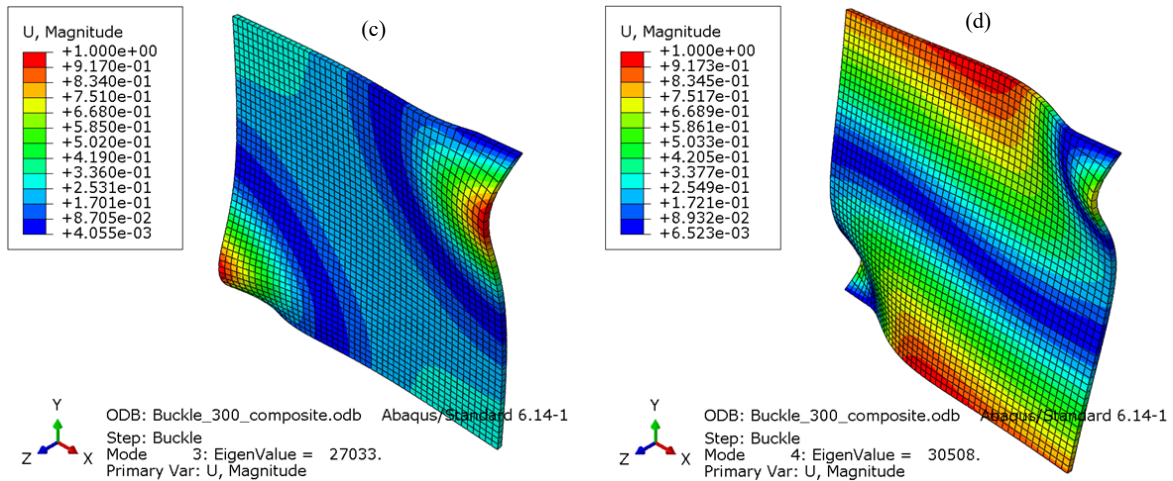 (c)
U, Magnitude
+1.000e+00
+9.170e-01
+8.340e-01
+7.510e-01
+6.680e-01
+5.850e-01
+5.020e-01
+4.190e-01
+3.360e-01
+2.531e-01
+1.701e-01
+8.705e-02
+4.055e-03
Y
Z
X
ODB: Buckle_300_composite.odb Abaqus/Standard 6.14-1
Step: Buckle
Mode 3: EigenValue = 27033.
Primary Var: U, Magnitude
(d)
U, Magnitude
+1.000e+00
+9.173e-01
+8.345e-01
+7.517e-01
+6.689e-01
+5.861e-01
+5.033e-01
+4.205e-01
+3.377e-01
+2.549e-01
+1.721e-01
+8.932e-02
+6.523e-03
Y
Z
X
ODB: Buckle_300_composite.odb Abaqus/Standard 6.14-1
Step: Buckle
Mode 4: EigenValue = 30508.
Primary Var: U, Magnitude